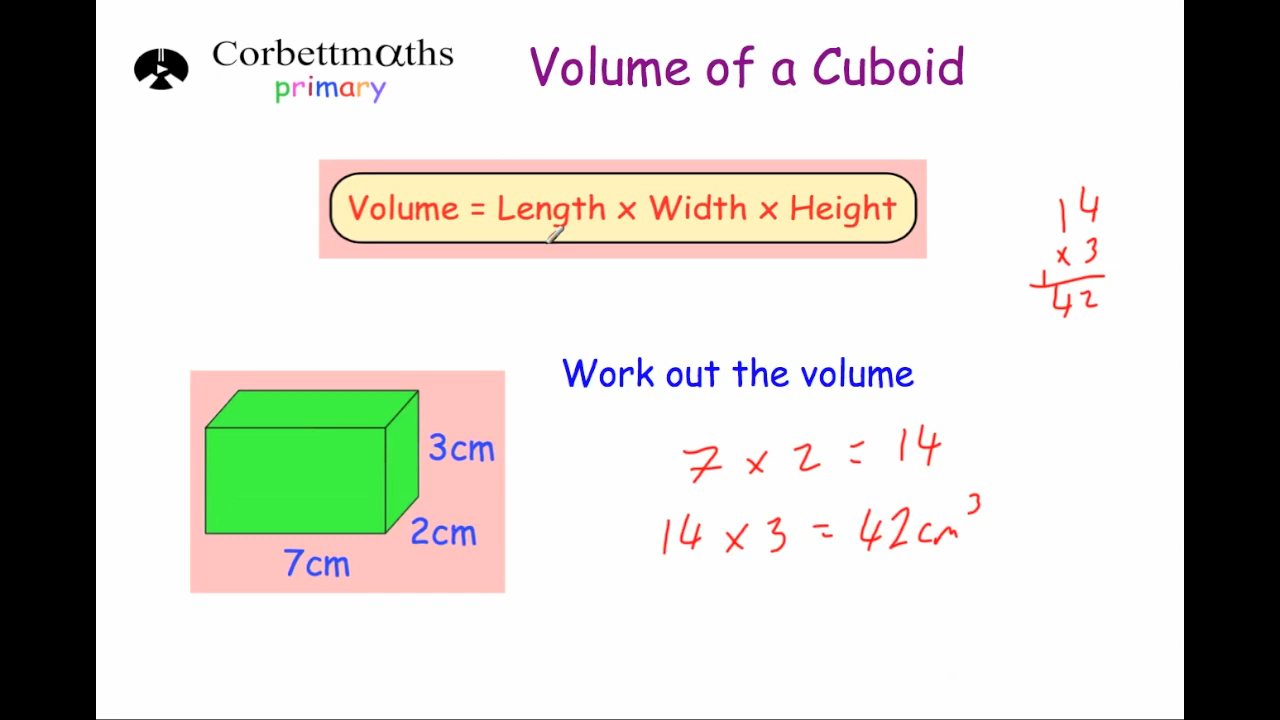 Corbettmαths
primary
Volume of a Cuboid
Volume = Length x Width x Height
14
x 3
1
42
Work out the volume
7 x 2 = 14
14 x 3 = 42cm³
3cm
2cm
7cm